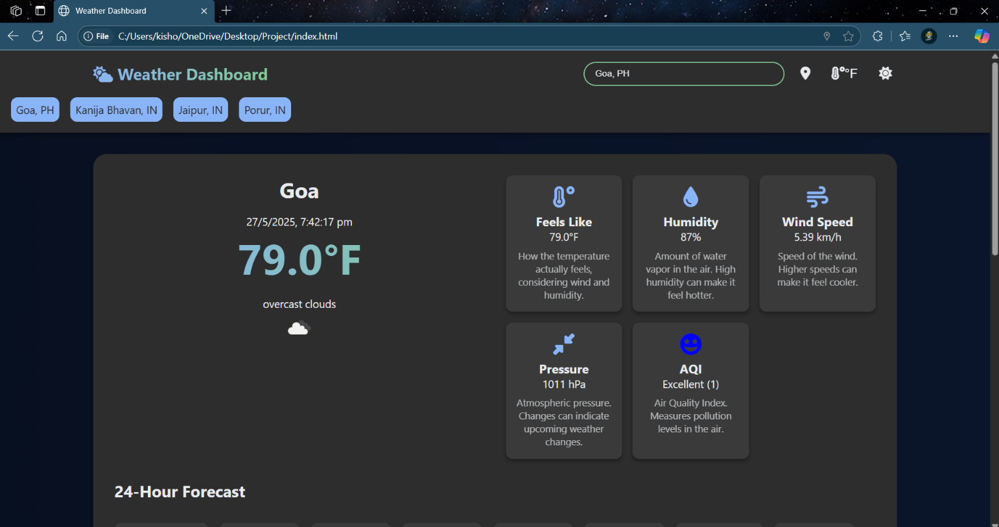 Weather Dashboard
File C:/Users/kisho/OneDrive/Desktop/Project/index.html
Weather Dashboard
Goa, PH
°F
Goa, PH Kanija Bhavan, IN Jaipur, IN Porur, IN
Goa
27/5/2025, 7:42:17 pm
79.0°F
overcast clouds
Feels Like
79.0°F
How the temperature
actually feels,
considering wind and
humidity.
Humidity
87%
Amount of water
vapor in the air. High
humidity can make it
feel hotter.
Wind Speed
5.39 km/h
Speed of the wind.
Higher speeds can
make it feel cooler.
Pressure
1011 hPa
Atmospheric pressure.
Changes can indicate
upcoming weather
changes.
AQI
Excellent (1)
Air Quality Index.
Measures pollution
levels in the air.
24-Hour Forecast